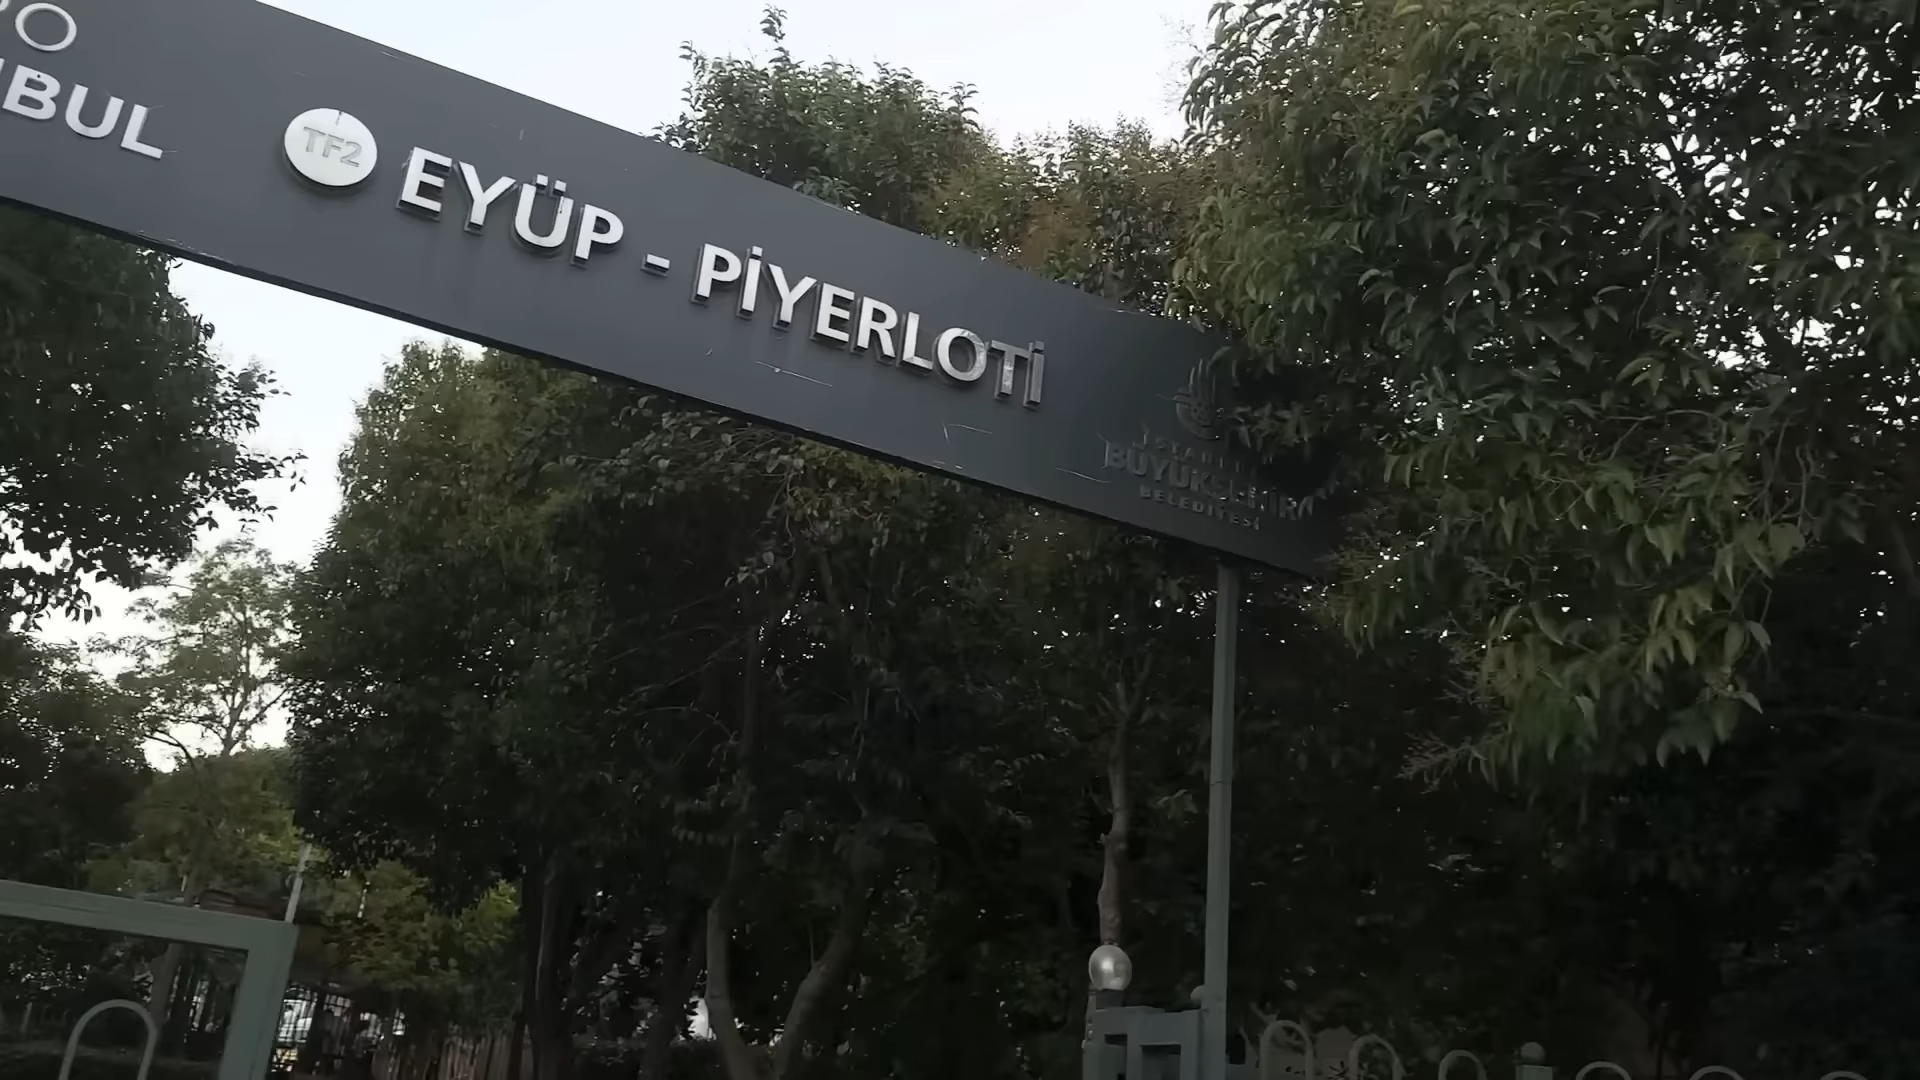 O
BUL
TF2
EYÜP - PİYERLOTİ
BÜYÜKŞEHİR
BELEDİYESİ